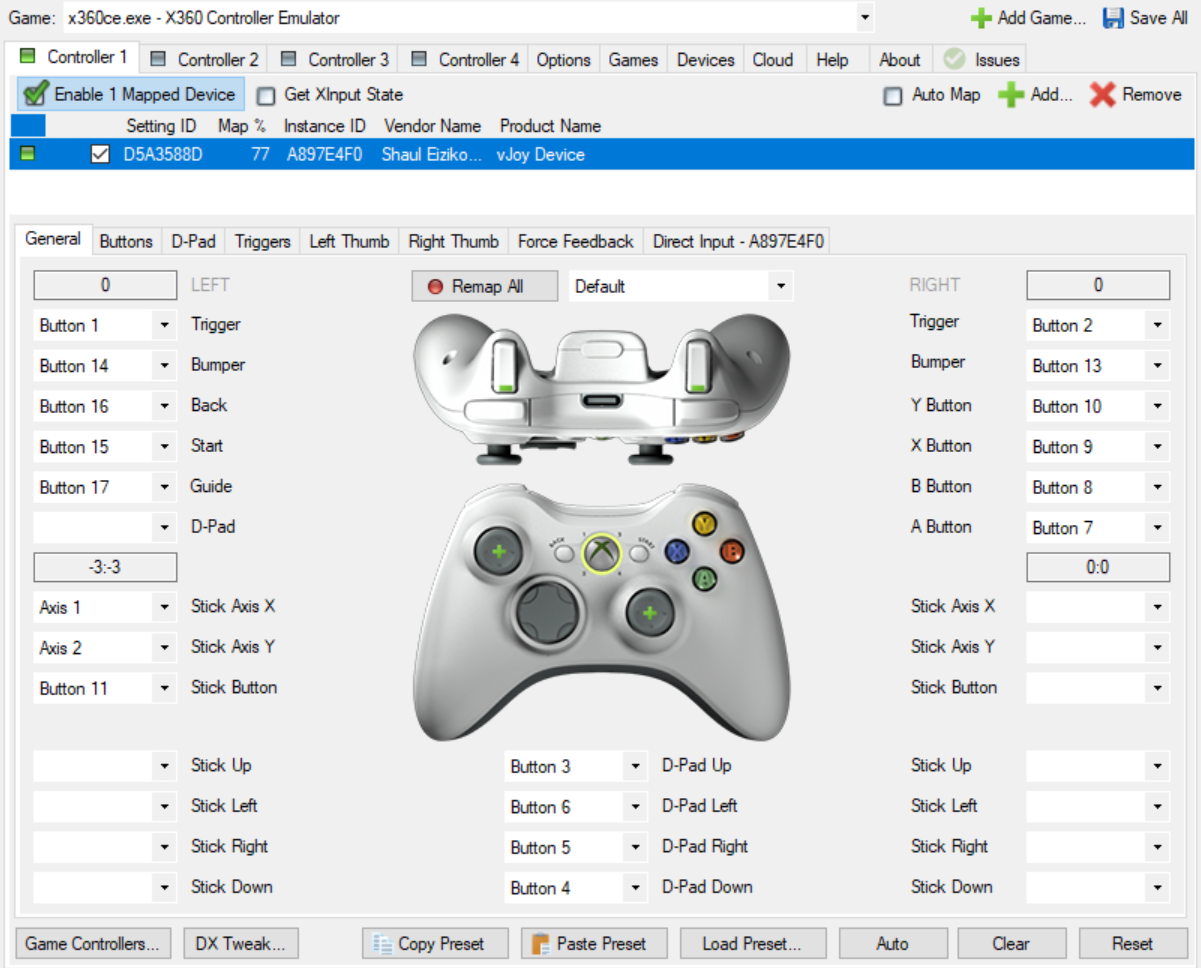 Game: x360ce.exe - X360 Controller Emulator Add Game... Save All
Controller 1 Controller 2 Controller 3 Controller 4 Options Games Devices Cloud Help About Issues
Enable 1 Mapped Device Get XInput State Auto Map Add... Remove
Setting ID Map % Instance ID Vendor Name Product Name
D5A3588D 77 A897E4F0 Shaul Eiziko... vJoy Device
General Buttons D-Pad Triggers Left Thumb Right Thumb Force Feedback Direct Input - A897E4F0
0 LEFT Remap All Default RIGHT 0
Button 1 Trigger Trigger Button 2
Button 14 Bumper Bumper Button 13
Button 16 Back Y Button Button 10
Button 15 Start X Button Button 9
Button 17 Guide B Button Button 8
D-Pad A Button Button 7
BACK START Y X B A
-3:-3 0:0
Axis 1 Stick Axis X Stick Axis X
Axis 2 Stick Axis Y Stick Axis Y
Button 11 Stick Button Stick Button
Stick Up Button 3 D-Pad Up Stick Up
Stick Left Button 6 D-Pad Left Stick Left
Stick Right Button 5 D-Pad Right Stick Right
Stick Down Button 4 D-Pad Down Stick Down
Game Controllers... DX Tweak... Copy Preset Paste Preset Load Preset... Auto Clear Reset